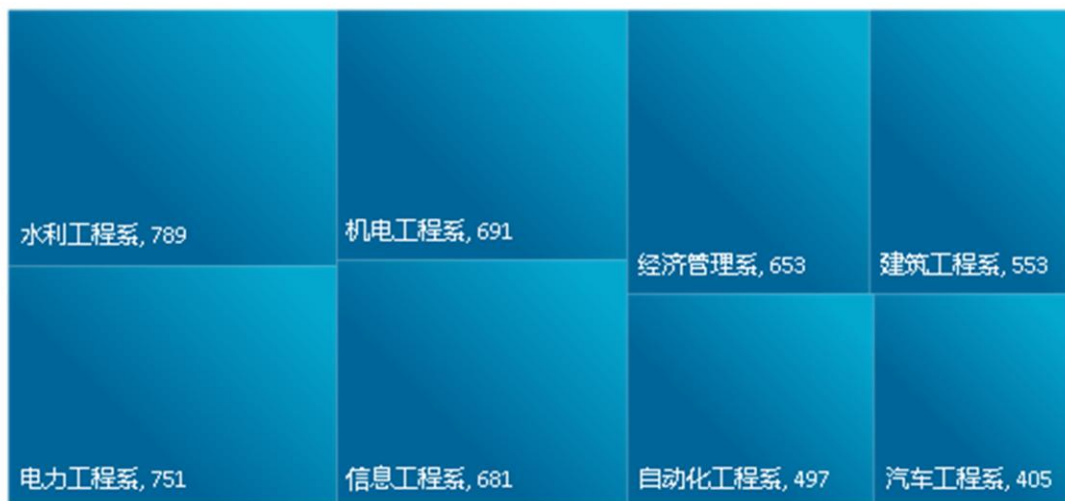 水利工程系, 789
机电工程系, 691
经济管理系, 653
建筑工程系, 553
电力工程系, 751
信息工程系, 681
自动化工程系, 497
汽车工程系, 405